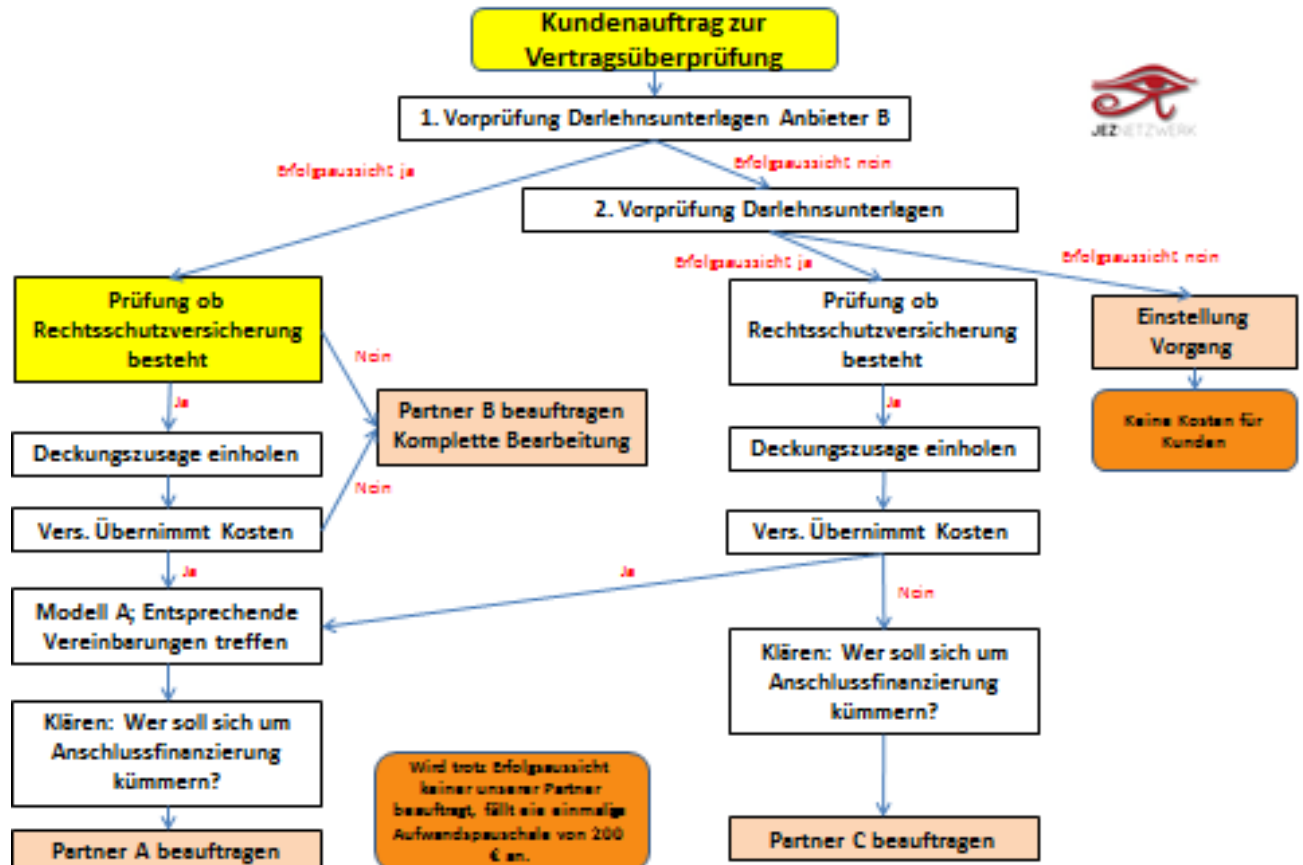 Kundenauftrag zur
Vertragsüberprüfung
1. Vorprüfung Darlehnsunterlagen Anbieter B
JEZNETZWERK
Erfolgsaussicht ja
Erfolgsaussicht nein
2. Vorprüfung Darlehnsunterlagen
Erfolgsaussicht ja
Erfolgsaussicht nein
Prüfung ob
Rechtsschutzversicherung
besteht
Prüfung ob
Rechtsschutzversicherung
besteht
Einstellung
Vorgang
Nein
Ja
Partner B beauftragen
Komplette Bearbeitung
Ja
Keine Kosten für
Kunden
Deckungszusage einholen
Deckungszusage einholen
Nein
Vers. Übernimmt Kosten
Vers. Übernimmt Kosten
Ja
Ja
Nein
Modell A; Entsprechende
Vereinbarungen treffen
Klären: Wer soll sich um
Anschlussfinanzierung
kümmern?
Klären: Wer soll sich um
Anschlussfinanzierung
kümmern?
Wird trotz Erfolgsaussicht
keiner unserer Partner
beauftragt, fällt eie einmalige
Aufwandspauschale von 200
€ an.
Partner A beauftragen
Partner C beauftragen